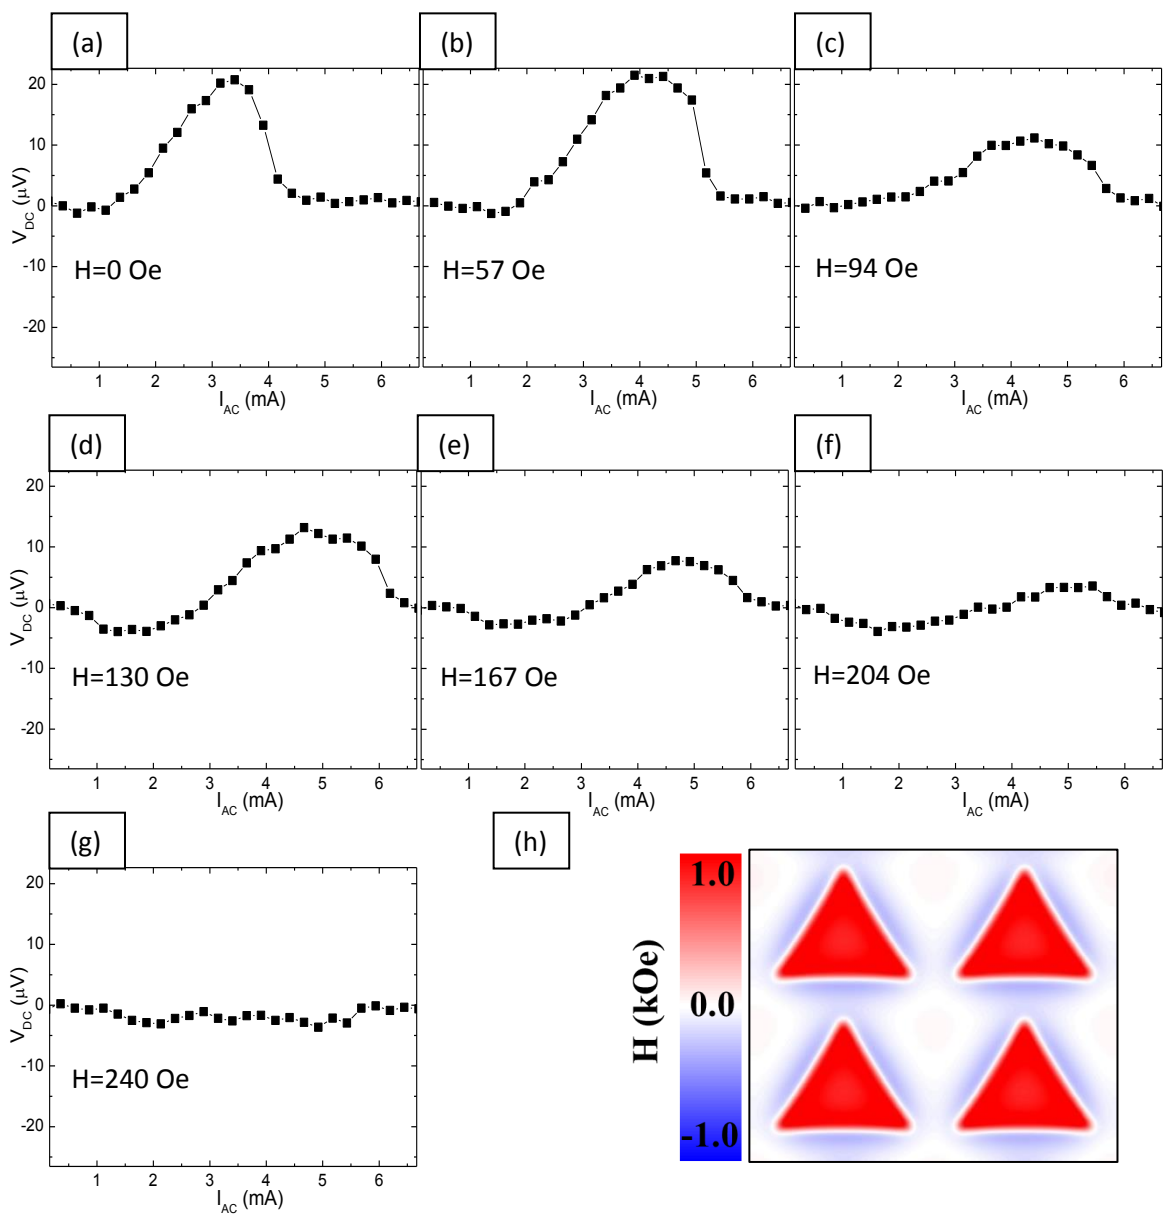 (a)
(b)
(c)
20
10
0
-10
-20
V_DC (μV)
H=0 Oe
H=57 Oe
H=94 Oe
1 2 3 4 5 6
1 2 3 4 5 6
1 2 3 4 5 6
I_AC (mA)
I_AC (mA)
I_AC (mA)
(d)
(e)
(f)
20
10
0
-10
-20
V_DC (μV)
H=130 Oe
H=167 Oe
H=204 Oe
1 2 3 4 5 6
1 2 3 4 5 6
1 2 3 4 5 6
I_AC (mA)
I_AC (mA)
I_AC (mA)
(g)
(h)
20
10
0
-10
-20
V_DC (μV)
H=240 Oe
1 2 3 4 5 6
I_AC (mA)
H (kOe)
1.0
0.0
-1.0